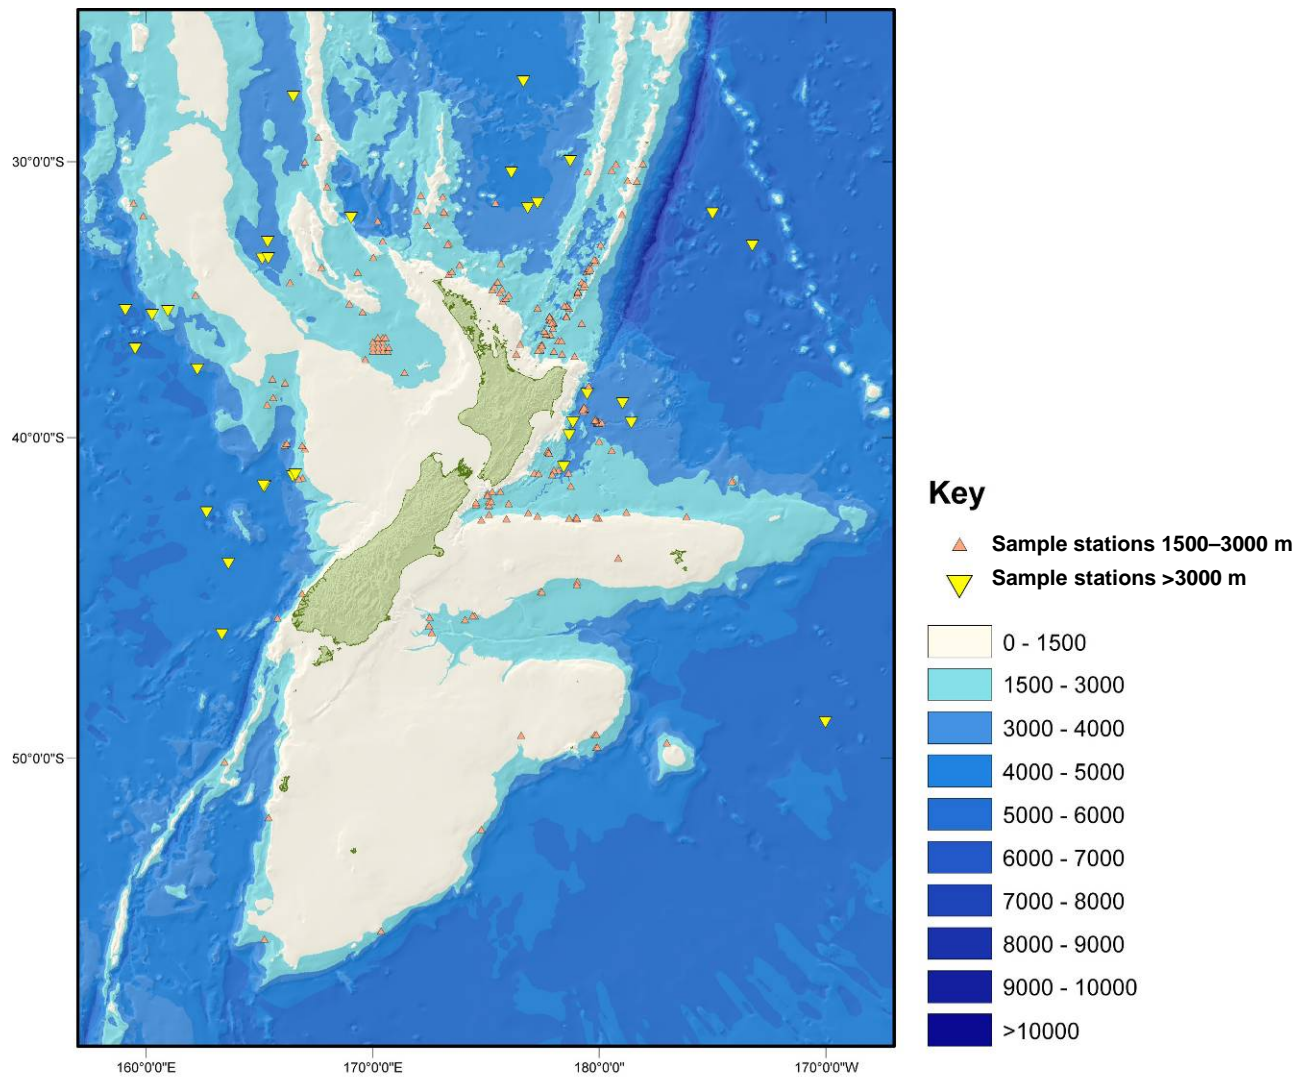 30°0'0"S
40°0'0"S
50°0'0"S
160°0'0"E
170°0'0"E
180°0'0"
170°0'0"W
Key
Sample stations 1500–3000 m
Sample stations >3000 m
0 - 1500
1500 - 3000
3000 - 4000
4000 - 5000
5000 - 6000
6000 - 7000
7000 - 8000
8000 - 9000
9000 - 10000
>10000